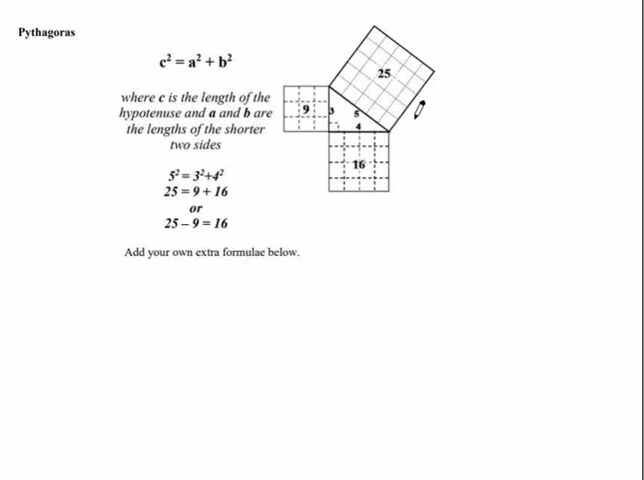 Pythagoras
c² = a² + b²
where c is the length of the
hypotenuse and a and b are
the lengths of the shorter
two sides
5² = 3²+4²
25 = 9 + 16
or
25 – 9 = 16
Add your own extra formulae below.
25
9
3
5
4
16